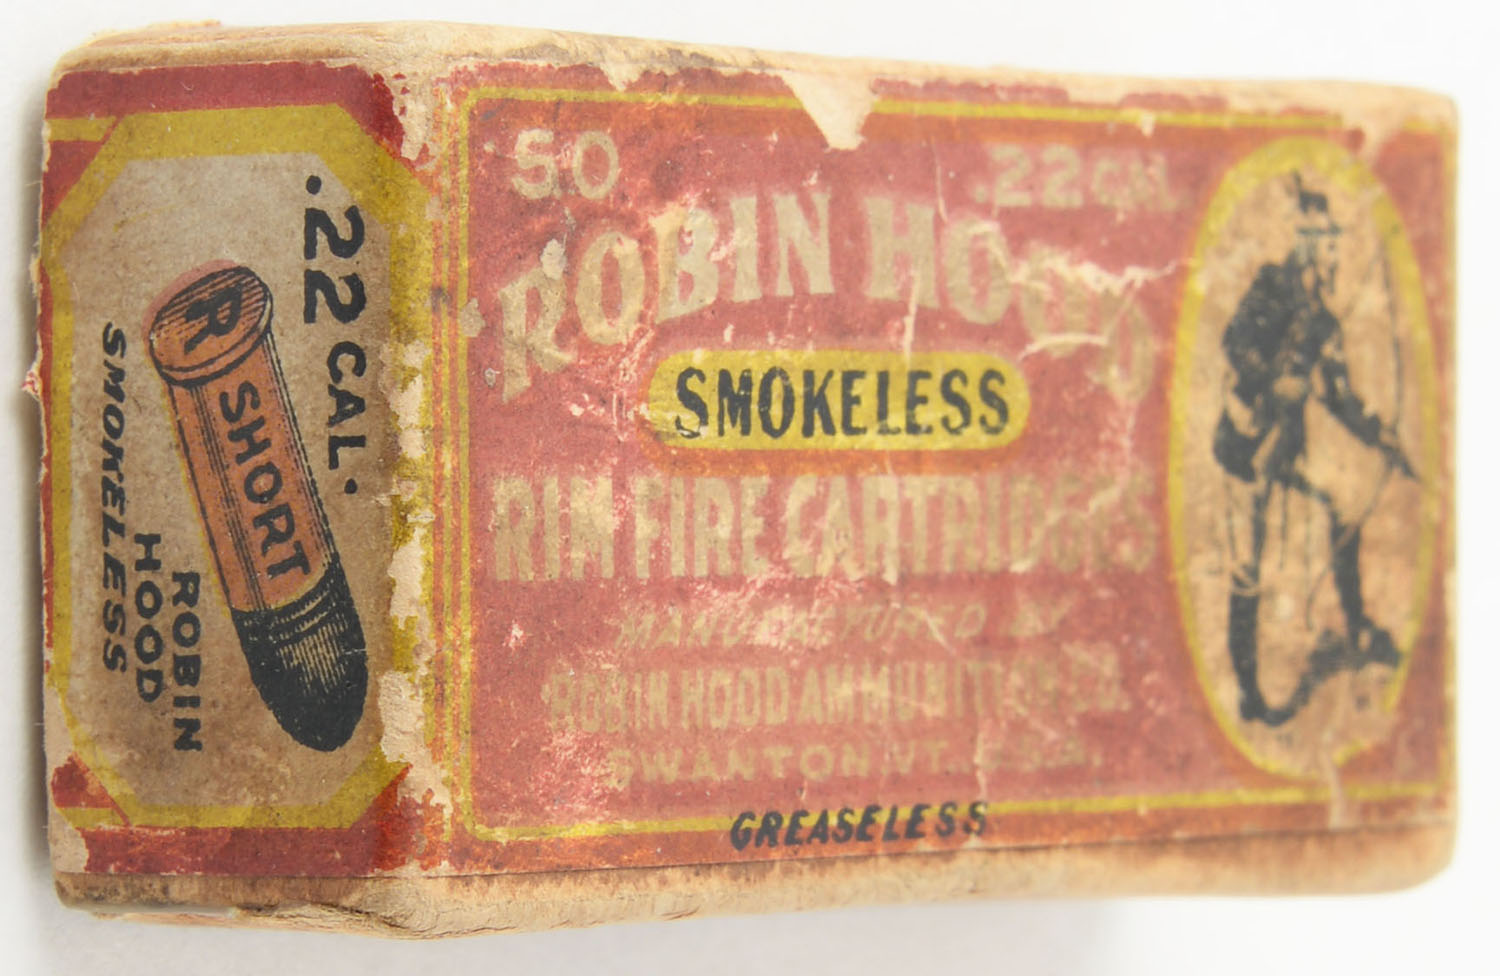 50 .22 CAL
ROBIN HOOD
SMOKELESS
RIM FIRE CARTRIDGES
MANUFACTURED BY
ROBIN HOOD AMMUNITION CO.
SWANTON, VT. U.S.A.
GREASELESS
.22 CAL.
R
SHORT
ROBIN
HOOD
SMOKELESS